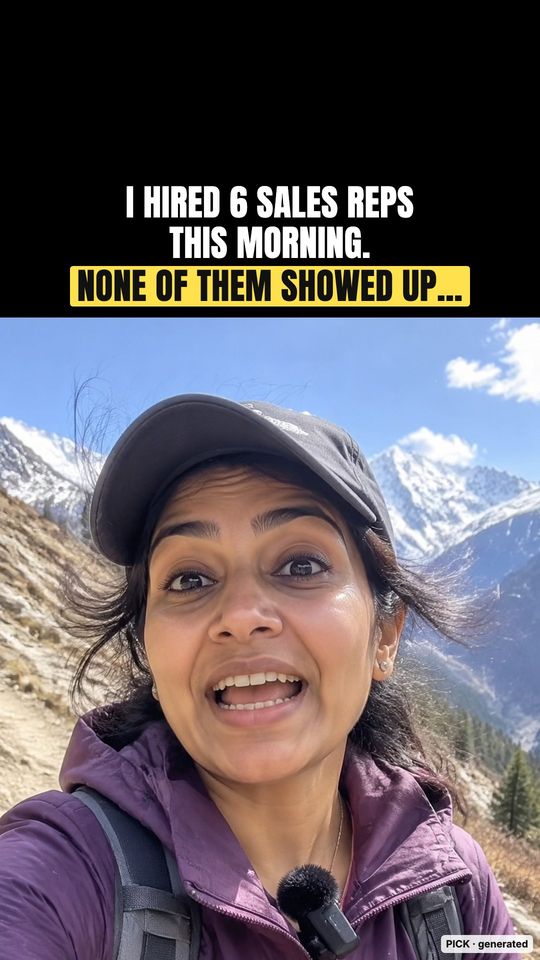 I HIRED 6 SALES REPS
THIS MORNING.
NONE OF THEM SHOWED UP...
PICK · generated